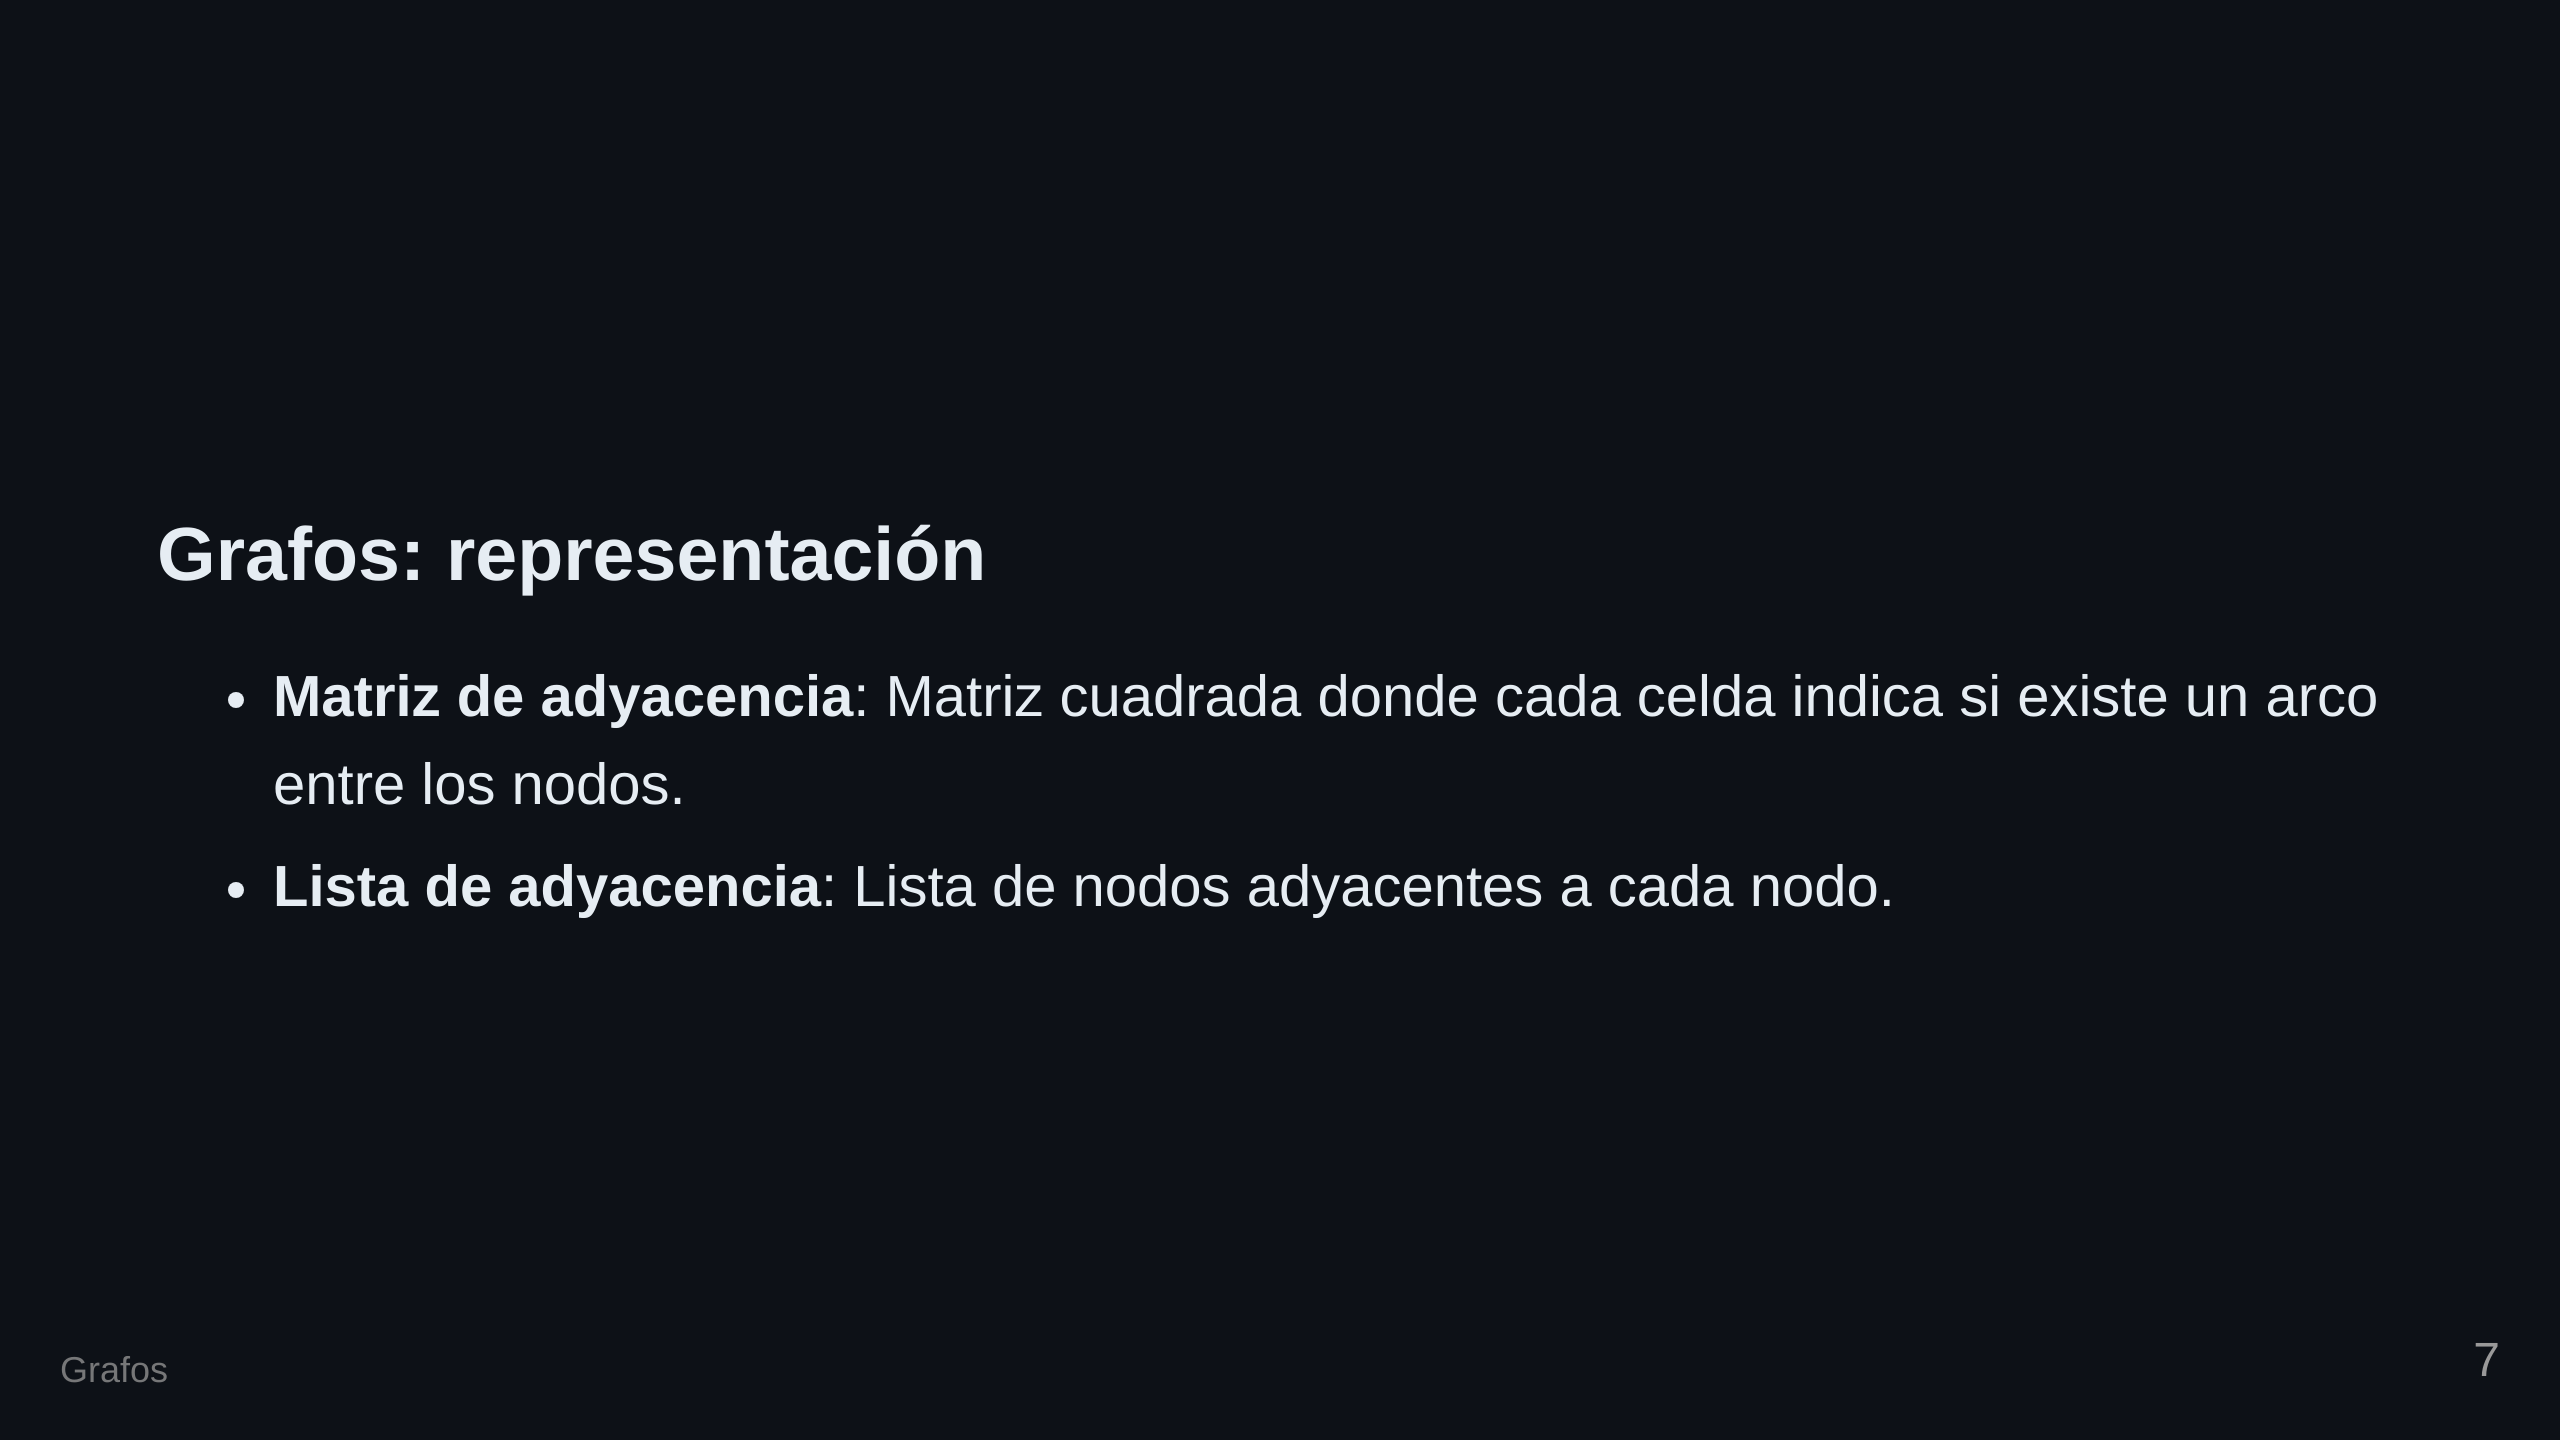 Grafos: representación
• Matriz de adyacencia: Matriz cuadrada donde cada celda indica si existe un arco
entre los nodos.
• Lista de adyacencia: Lista de nodos adyacentes a cada nodo.
Grafos
7